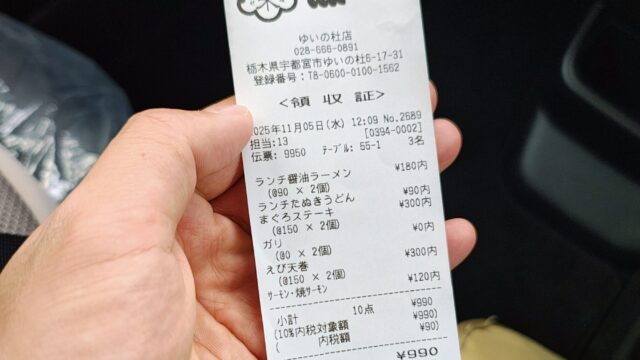 ゆいの杜店
028-666-0891
栃木県宇都宮市ゆいの杜6-17-31
登録番号:T8-0600-0100-1562
<領収証>
2025年11月05日(水) 12:09 No.2689
担当:13 [0394-0002]
伝票: 9950 テーブル: 55-1 3名
ランチ醤油ラーメン ¥180内
(@90 × 2個)
ランチたぬきうどん ¥90内
まぐろステーキ ¥300内
(@150 × 2個)
ガリ ¥0内
(@0 × 2個)
えび天巻 ¥300内
(@150 × 2個)
サーモン・焼サーモン ¥120内
小計 10点 ¥990
(10%内税対象額 ¥990)
( 内税額 ¥90)
¥990